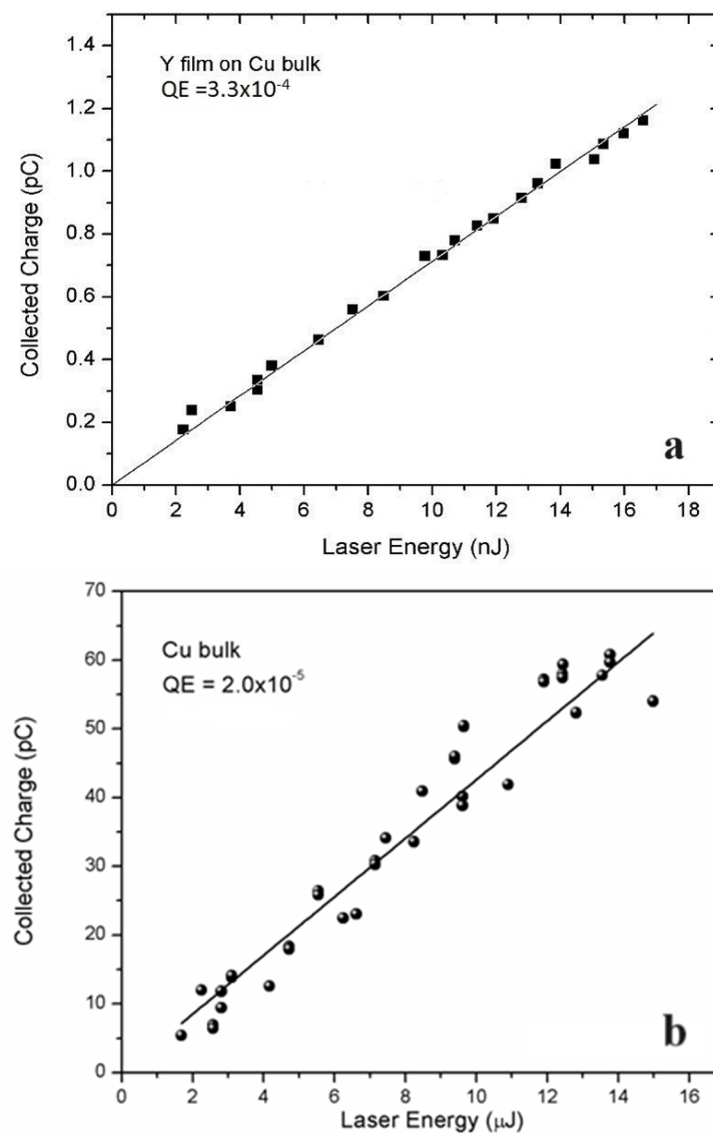 1.4
Y film on Cu bulk
QE =3.3x10⁻⁴
1.2
1.0
0.8
0.6
0.4
0.2
0.0
Collected Charge (pC)
a
0 2 4 6 8 10 12 14 16 18
Laser Energy (nJ)
70
Cu bulk
QE = 2.0x10⁻⁵
60
50
40
30
20
10
0
Collected Charge (pC)
b
0 2 4 6 8 10 12 14 16
Laser Energy (μJ)